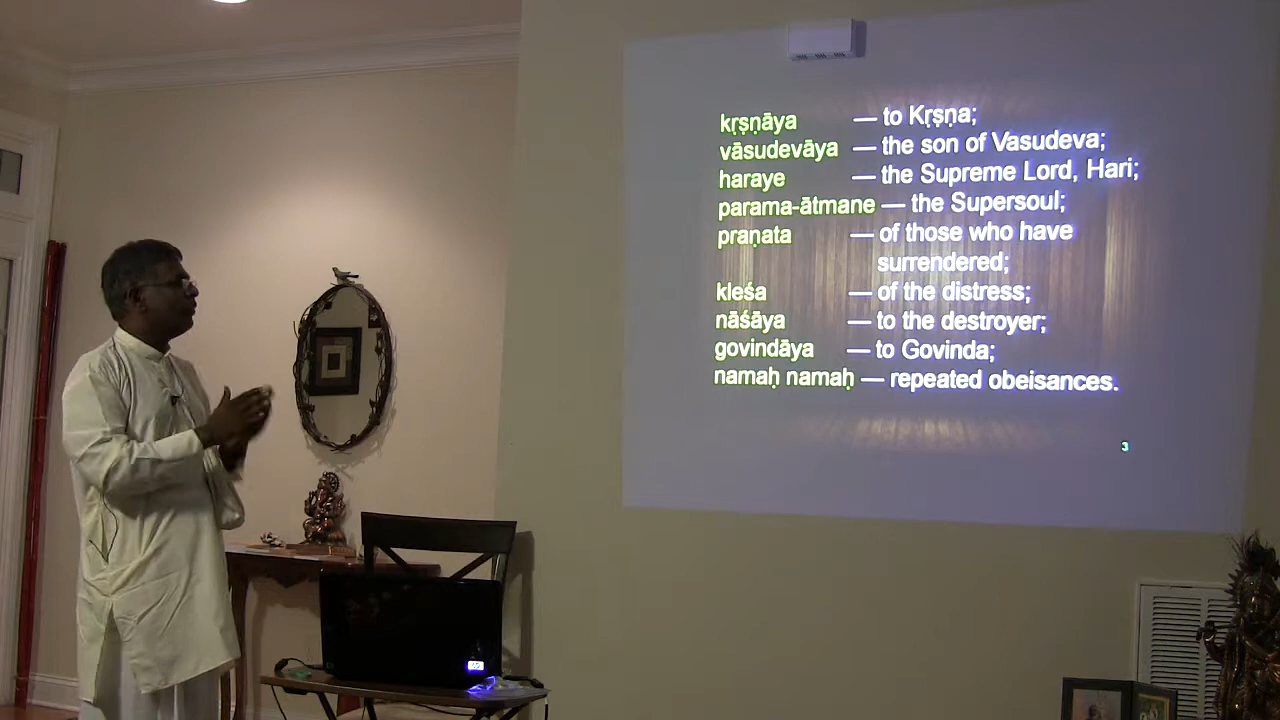 kṛṣṇāya — to Kṛṣṇa;
vāsudevāya — the son of Vasudeva;
haraye — the Supreme Lord, Hari;
parama-ātmane — the Supersoul;
praṇata — of those who have
surrendered;
kleśa — of the distress;
nāśāya — to the destroyer;
govindāya — to Govinda;
namaḥ namaḥ — repeated obeisances.
3